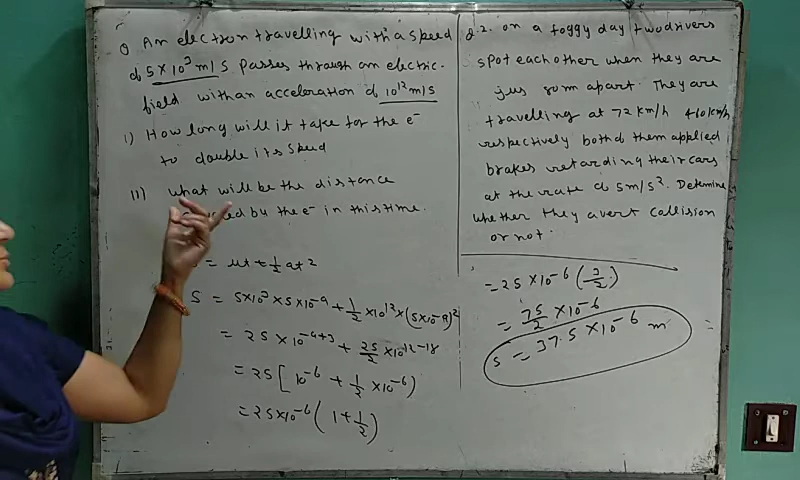 Q An electron travelling with a speed
of 5×10³ m/s passes through an electric
field with an acceleration of 10¹² m/s
i) How long will it take for the e⁻
to double its speed
II) What will be the distance
by the e⁻ in this time.
= ut + ½ at²
S = 5×10³ × 5×10⁻⁹ + ½ × 10¹² × (5×10⁻⁹)²
= 25 × 10⁻⁹⁺³ + 25/2 × 10¹²⁻¹⁸
= 25 [ 10⁻⁶ + ½ × 10⁻⁶ )
= 25×10⁻⁶ ( 1 + ½ )
Q.2. on a foggy day two drivers
spot each other when they are
jus 80m apart. They are
travelling at 72 km/h 460 km/h
respectively both of them applied
brakes retarding their cars
at the rate of 5m/s². Determine
whether they avert collision
or not.
= 25 × 10⁻⁶ ( 3/2 )
= 75/2 × 10⁻⁶
S = 37.5 × 10⁻⁶ m
=